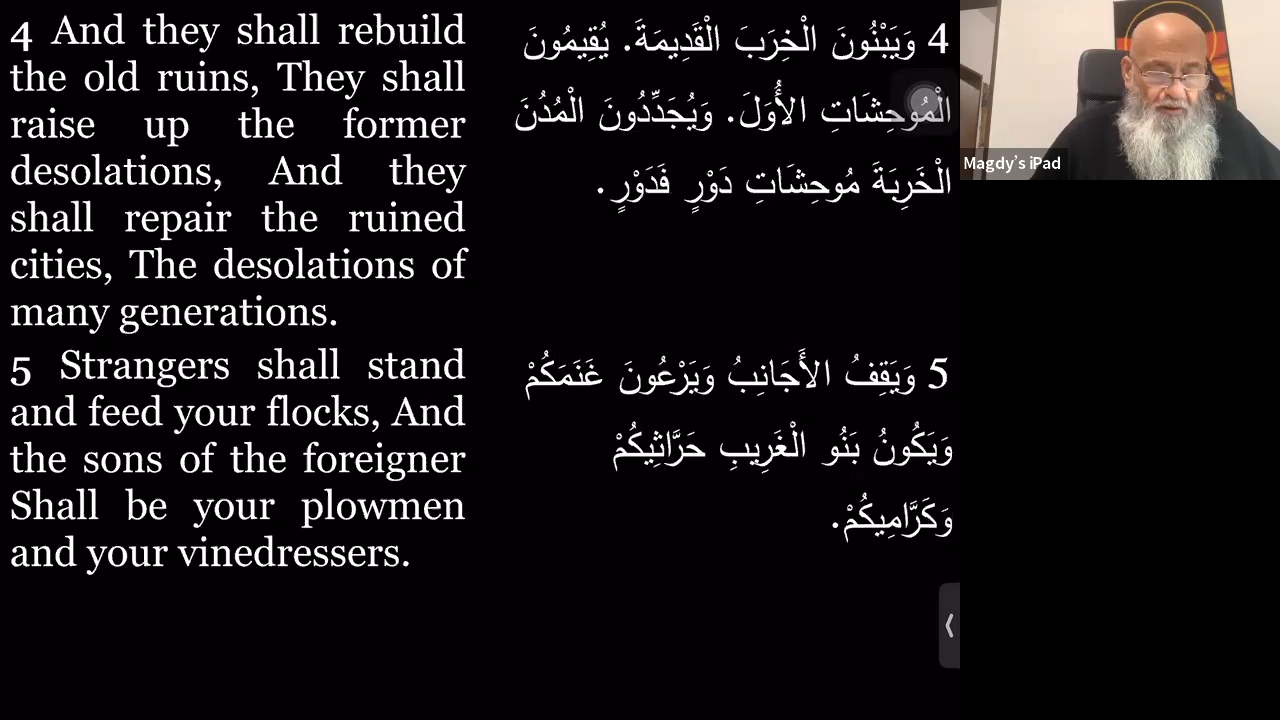 4 And they shall rebuild
the old ruins, They shall
raise up the former
desolations, And they
shall repair the ruined
cities, The desolations of
many generations.
5 Strangers shall stand
and feed your flocks, And
the sons of the foreigner
Shall be your plowmen
and your vinedressers.
4 وَيَبْنُونَ الْخِرَبَ الْقَدِيمَةَ. يُقِيمُونَ
الْمُوحِشَاتِ الأُوَلَ. وَيُجَدِّدُونَ الْمُدُنَ
الْخَرِبَةَ مُوحِشَاتِ دَوْرٍ فَدَوْرٍ.
5 وَيَقِفُ الأَجَانِبُ وَيَرْعُونَ غَنَمَكُمْ
وَيَكُونُ بَنُو الْغَرِيبِ حَرَّاثِيكُمْ
وَكَرَّامِيكُمْ.
Magdy's iPad